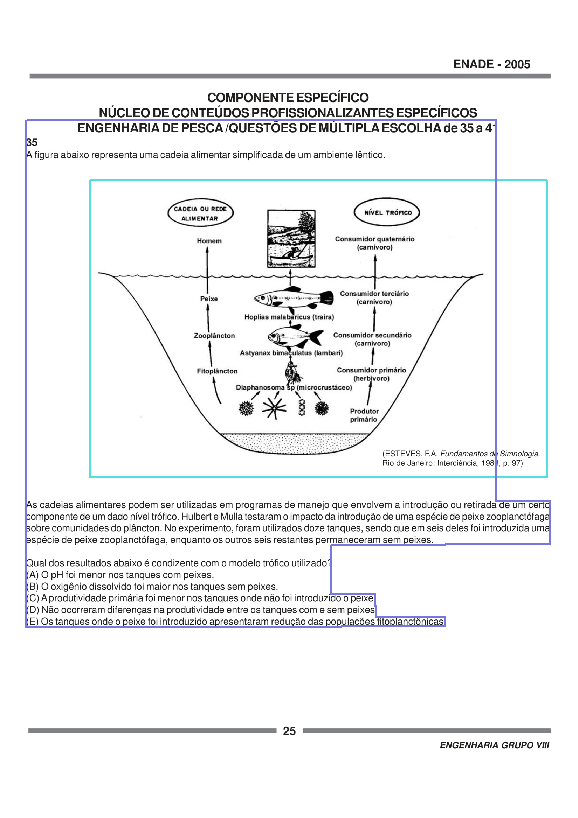 ENADE - 2005
COMPONENTE ESPECÍFICO
NÚCLEO DE CONTEÚDOS PROFISSIONALIZANTES ESPECÍFICOS
ENGENHARIA DE PESCA /QUESTÕES DE MÚLTIPLA ESCOLHA de 35 a 4
35
A figura abaixo representa uma cadeia alimentar simplificada de um ambiente lêntico.
CADEIA OU REDE
ALIMENTAR
NÍVEL TRÓFICO
Homem
Consumidor quaternário
(carnívoro)
Peixe
Consumidor terciário
(carnívoro)
Hoplias malabaricus (traíra)
Zooplâncton
Consumidor secundário
(carnívoro)
Astyanax bimaculatus (lambari)
Fitoplâncton
Consumidor primário
(herbívoro)
Diaphanosoma sp (microcrustáceo)
Produtor
primário
(ESTEVES, F.A. Fundamentos de Simnologia.
Rio de Janeiro: Interciência, 1988, p. 97)
As cadeias alimentares podem ser utilizadas em programas de manejo que envolvem a introdução ou retirada de um certo
componente de um dado nível trófico. Hulbert e Mulla testaram o impacto da introdução de uma espécie de peixe zooplanctófaga
sobre comunidades do plâncton. No experimento, foram utilizados doze tanques, sendo que em seis deles foi introduzida uma
espécie de peixe zooplanctófaga, enquanto os outros seis restantes permaneceram sem peixes.
Qual dos resultados abaixo é condizente com o modelo trófico utilizado?
(A) O pH foi menor nos tanques com peixes.
(B) O oxigênio dissolvido foi maior nos tanques sem peixes.
(C) A produtividade primária foi menor nos tanques onde não foi introduzido o peixe.
(D) Não ocorreram diferenças na produtividade entre os tanques com e sem peixes.
(E) Os tanques onde o peixe foi introduzido apresentaram redução das populações fitoplanctônicas.
25
ENGENHARIA GRUPO VIII